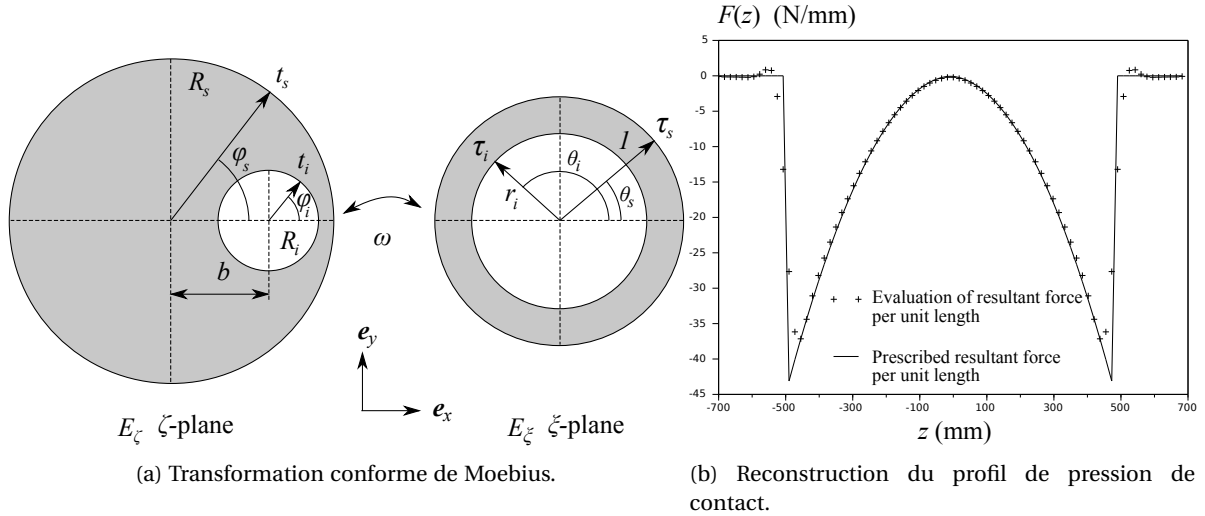 R_s
t_s
φ_s
t_i
φ_i
R_i
b
ω
τ_i
τ_s
1
θ_i
θ_s
r_i
e_y
e_x
E_ζ ζ-plane
E_ξ ξ-plane
(a) Transformation conforme de Moebius.
F(z) (N/mm)
5
0
-5
-10
-15
-20
-25
-30
-35
-40
-45
-700
-500
-300
-100
100
300
500
700
z (mm)
Evaluation of resultant force
per unit length
Prescribed resultant force
per unit length
(b) Reconstruction du profil de pression de
contact.